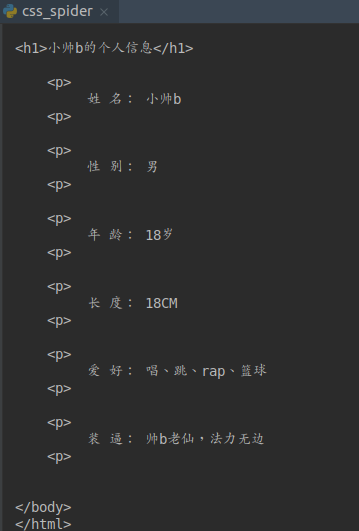 css_spider ×
<h1>小帅b的个人信息</h1>
<p>
姓 名： 小帅b
<p>
<p>
性 别： 男
<p>
<p>
年 龄： 18岁
<p>
<p>
长 度： 18CM
<p>
<p>
爱 好： 唱、跳、rap、篮球
<p>
<p>
装 逼： 帅b老仙，法力无边
<p>
</body>
</html>